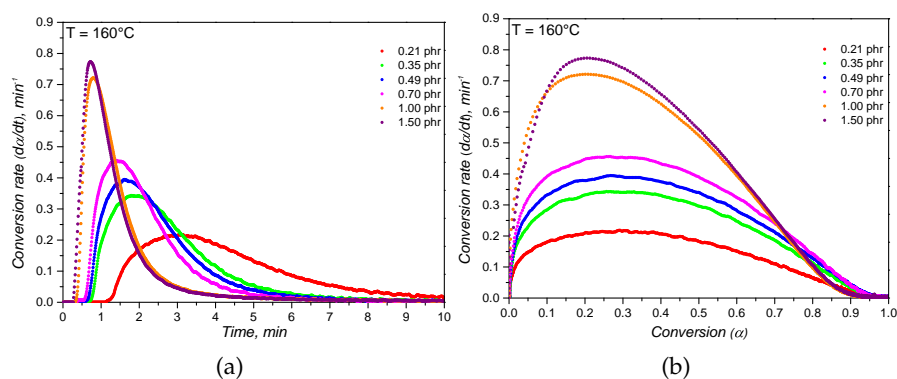 T = 160°C
0.21 phr
0.35 phr
0.49 phr
0.70 phr
1.00 phr
1.50 phr
Conversion rate (dα/dt), min⁻¹
0.9
0.8
0.7
0.6
0.5
0.4
0.3
0.2
0.1
0.0
0 1 2 3 4 5 6 7 8 9 10
Time, min
(a)
T = 160°C
0.21 phr
0.35 phr
0.49 phr
0.70 phr
1.00 phr
1.50 phr
Conversion rate (dα/dt), min⁻¹
0.9
0.8
0.7
0.6
0.5
0.4
0.3
0.2
0.1
0.0
0.0 0.1 0.2 0.3 0.4 0.5 0.6 0.7 0.8 0.9 1.0
Conversion (α)
(b)